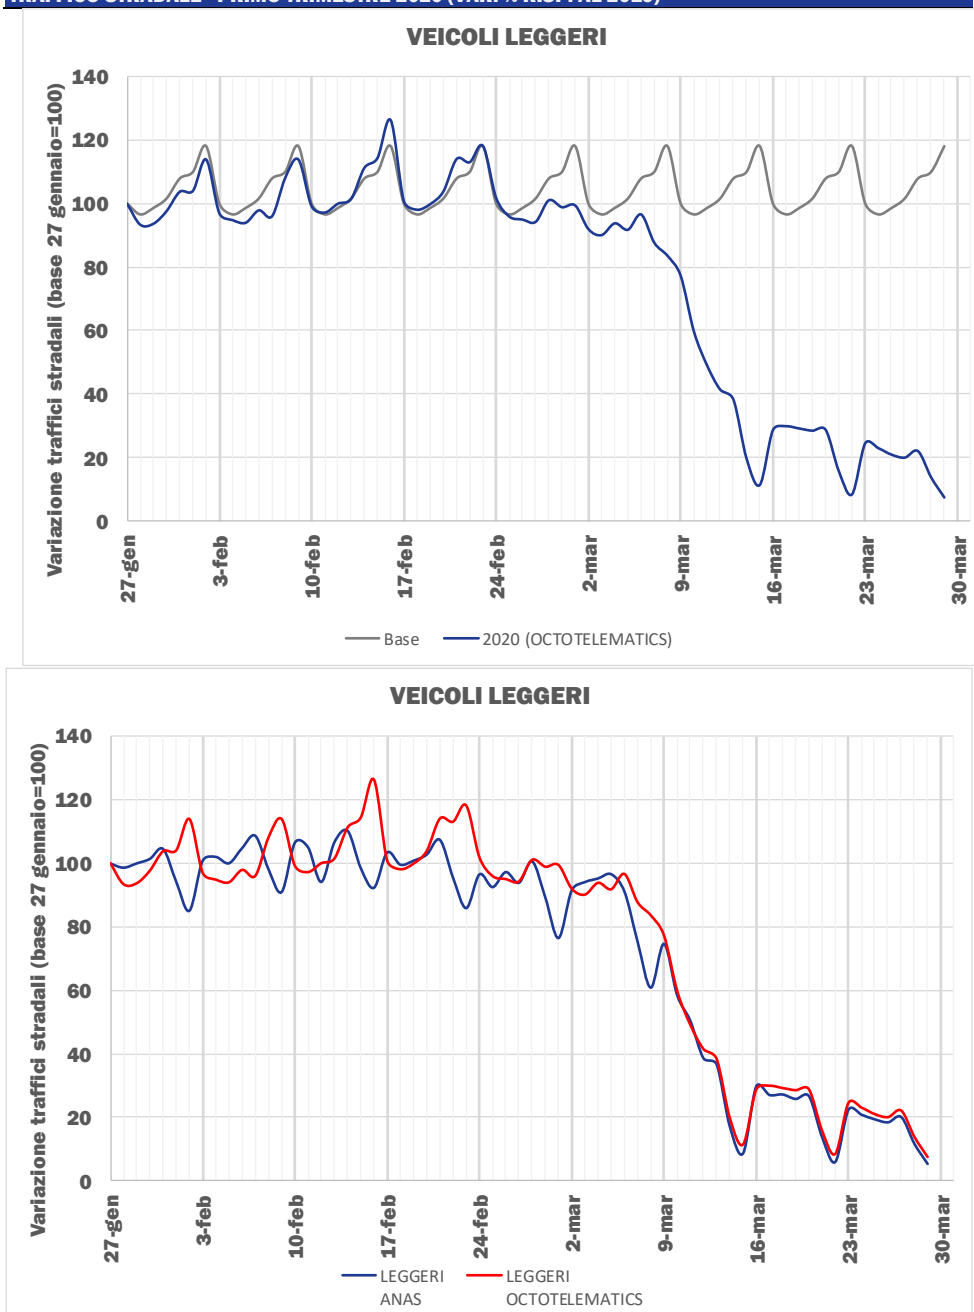 VEICOLI LEGGERI
Variazione traffici stradali (base 27 gennaio=100)
140
120
100
80
60
40
20
0
27-gen
3-feb
10-feb
17-feb
24-feb
2-mar
9-mar
16-mar
23-mar
30-mar
Base
2020 (OCTOTELEMATICS)
VEICOLI LEGGERI
Variazione traffici stradali (base 27 gennaio=100)
140
120
100
80
60
40
20
0
27-gen
3-feb
10-feb
17-feb
24-feb
2-mar
9-mar
16-mar
23-mar
30-mar
LEGGERI ANAS
LEGGERI OCTOTELEMATICS